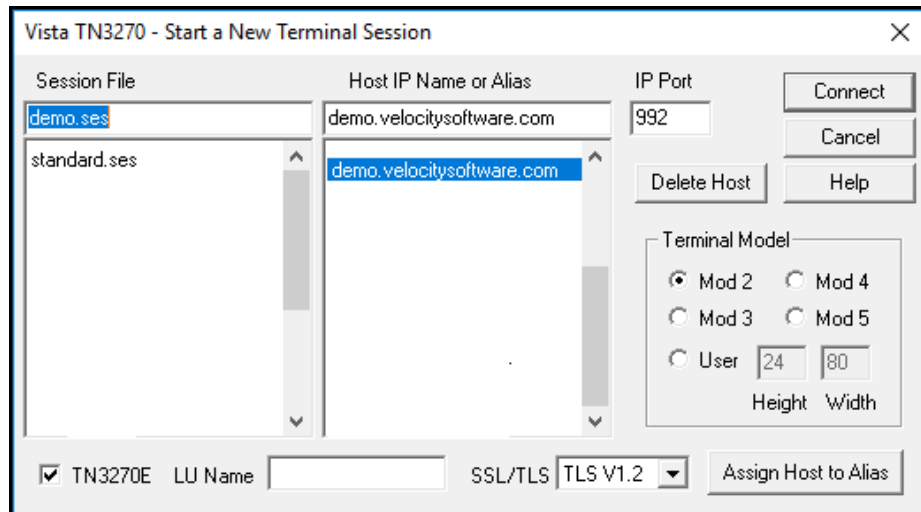 Vista TN3270 - Start a New Terminal Session
Session File
Host IP Name or Alias
IP Port
demo.ses
demo.velocitysoftware.com
992
Connect
Cancel
standard.ses
demo.velocitysoftware.com
Delete Host
Help
Terminal Model
Mod 2
Mod 4
Mod 3
Mod 5
User
24
80
Height
Width
TN3270E
LU Name
SSL/TLS
TLS V1.2
Assign Host to Alias